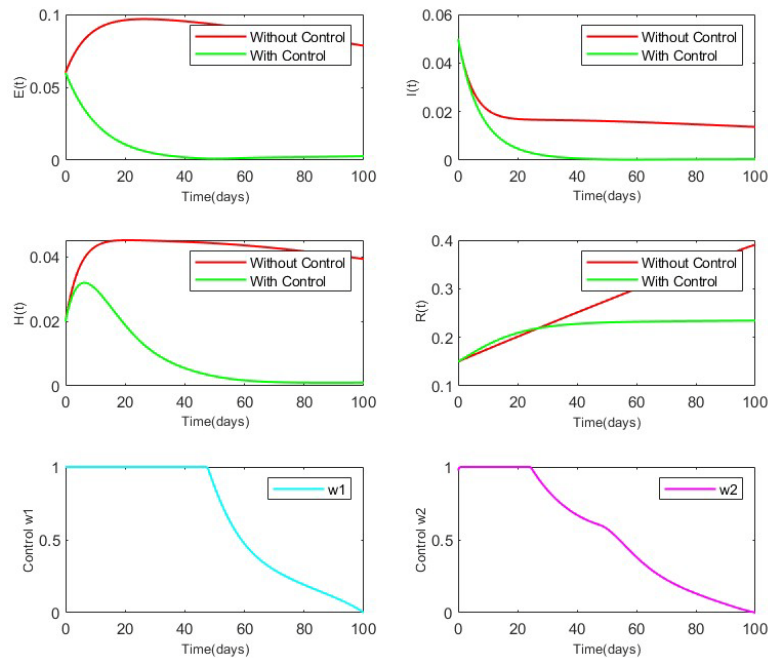 0.1
0.05
0
E(t)
Without Control
With Control
0 20 40 60 80 100
Time(days)
0.06
0.04
0.02
0
I(t)
Without Control
With Control
0 20 40 60 80 100
Time(days)
0.04
0.02
0
H(t)
Without Control
With Control
0 20 40 60 80 100
Time(days)
0.4
0.3
0.2
0.1
R(t)
Without Control
With Control
0 20 40 60 80 100
Time(days)
1
0.5
0
Control w1
w1
0 20 40 60 80 100
Time(days)
1
0.5
0
Control w2
w2
0 20 40 60 80 100
Time(days)